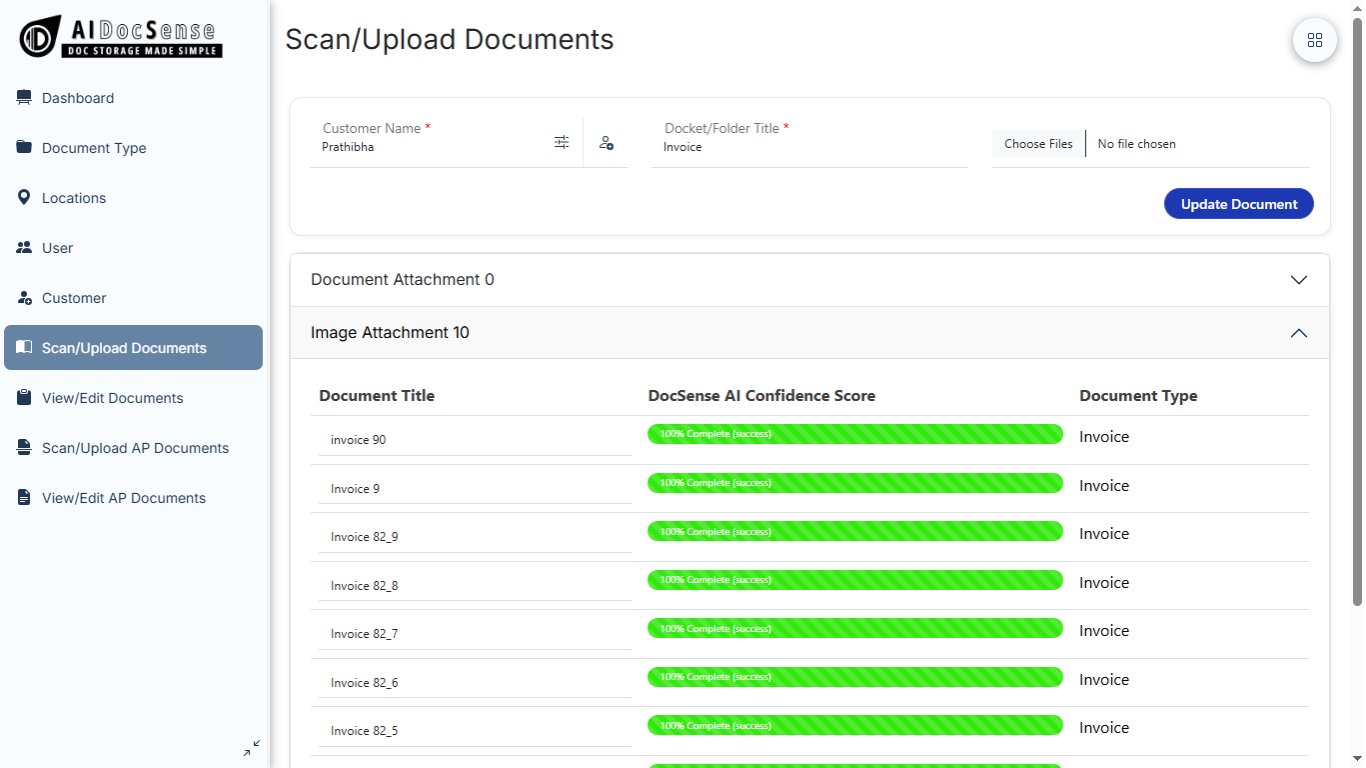 AIDocSense
DOC STORAGE MADE SIMPLE
Dashboard
Document Type
Locations
User
Customer
Scan/Upload Documents
View/Edit Documents
Scan/Upload AP Documents
View/Edit AP Documents
Scan/Upload Documents
Customer Name *
Prathibha
Docket/Folder Title *
Invoice
Choose Files
No file chosen
Update Document
Document Attachment 0
Image Attachment 10
Document Title DocSense AI Confidence Score Document Type
invoice 90 100% Complete (success) Invoice
Invoice 9 100% Complete (success) Invoice
Invoice 82_9 100% Complete (success) Invoice
Invoice 82_8 100% Complete (success) Invoice
Invoice 82_7 100% Complete (success) Invoice
Invoice 82_6 100% Complete (success) Invoice
Invoice 82_5 100% Complete (success) Invoice